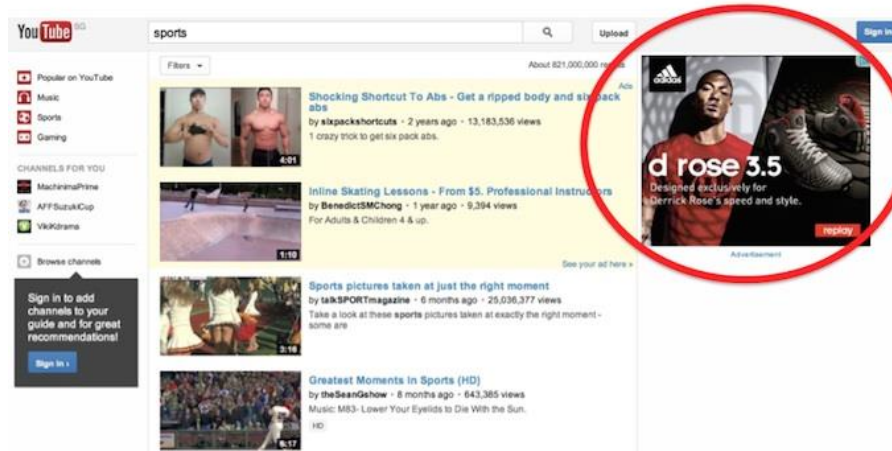 YouTube SG
sports
Upload
Sign in
Popular on YouTube
Music
Sports
Gaming
CHANNELS FOR YOU
MachinimaPrime
AFFSuzukiCup
VikiKdrama
Browse channels
Sign in to add
channels to your
guide and for great
recommendations!
Sign in ›
Filters
About 821,000,000 results
Ads
Shocking Shortcut To Abs - Get a ripped body and six pack
abs
by sixpackshortcuts • 2 years ago • 13,183,536 views
1 crazy trick to get six pack abs.
4:01
Inline Skating Lessons - From $5. Professional Instructors
by BenedictSMChong • 1 year ago • 9,394 views
For Adults & Children 4 & up.
1:10
See your ad here »
Sports pictures taken at just the right moment
by talkSPORTmagazine • 6 months ago • 25,036,377 views
Take a look at these sports pictures taken at exactly the right moment -
some are
3:16
Greatest Moments In Sports (HD)
by theSeanGshow • 8 months ago • 643,385 views
Music: M83- Lower Your Eyelids to Die With the Sun.
HD
5:17
adidas
d rose 3.5
Designed exclusively for
Derrick Rose's speed and style.
replay
Advertisement